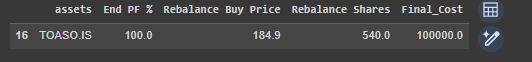 assets End PF % Rebalance Buy Price Rebalance Shares Final_Cost
16 TOASO.IS 100.0 184.9 540.0 100000.0